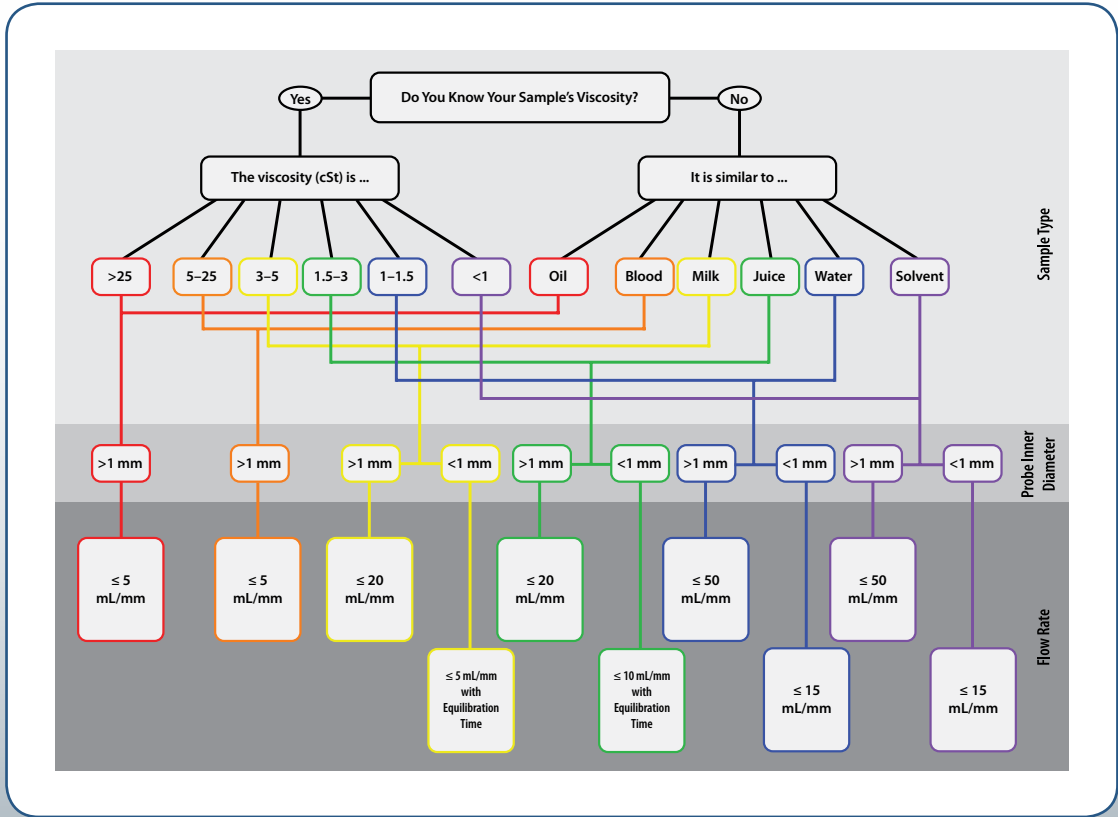 Do You Know Your Sample's Viscosity?
Yes
No
The viscosity (cSt) is ...
It is similar to ...
>25
5–25
3–5
1.5–3
1–1.5
<1
Oil
Blood
Milk
Juice
Water
Solvent
Sample Type
>1 mm
>1 mm
>1 mm
<1 mm
>1 mm
<1 mm
>1 mm
<1 mm
>1 mm
<1 mm
Probe Inner
Diameter
≤ 5
mL/mm
≤ 5
mL/mm
≤ 20
mL/mm
≤ 20
mL/mm
≤ 50
mL/mm
≤ 50
mL/mm
≤ 5 mL/mm
with
Equilibration
Time
≤ 10 mL/mm
with
Equilibration
Time
≤ 15
mL/mm
≤ 15
mL/mm
Flow Rate